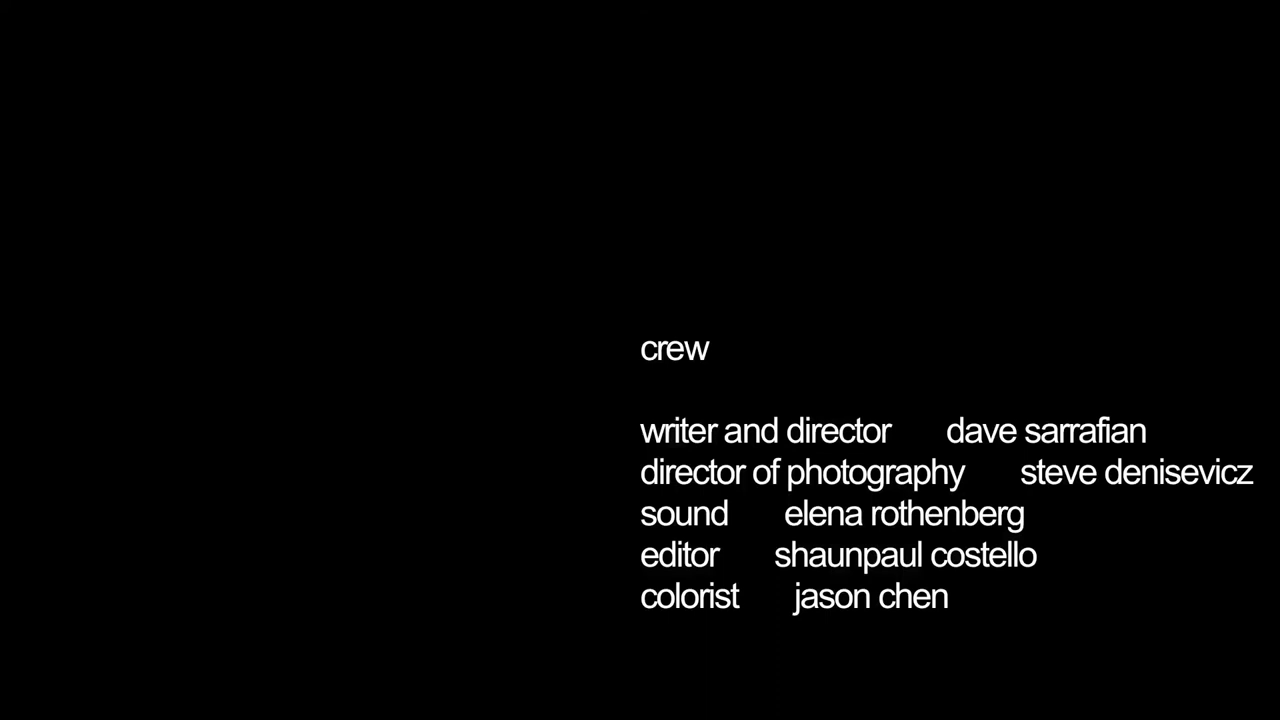 crew
writer and director dave sarrafian
director of photography steve denisevicz
sound elena rothenberg
editor shaunpaul costello
colorist jason chen